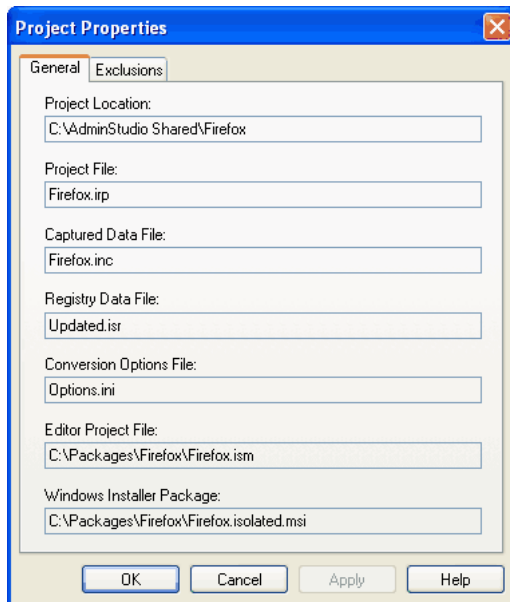 Project Properties
General Exclusions
Project Location:
C:\AdminStudio Shared\Firefox
Project File:
Firefox.irp
Captured Data File:
Firefox.inc
Registry Data File:
Updated.isr
Conversion Options File:
Options.ini
Editor Project File:
C:\Packages\Firefox\Firefox.ism
Windows Installer Package:
C:\Packages\Firefox\Firefox.isolated.msi
OK Cancel Apply Help